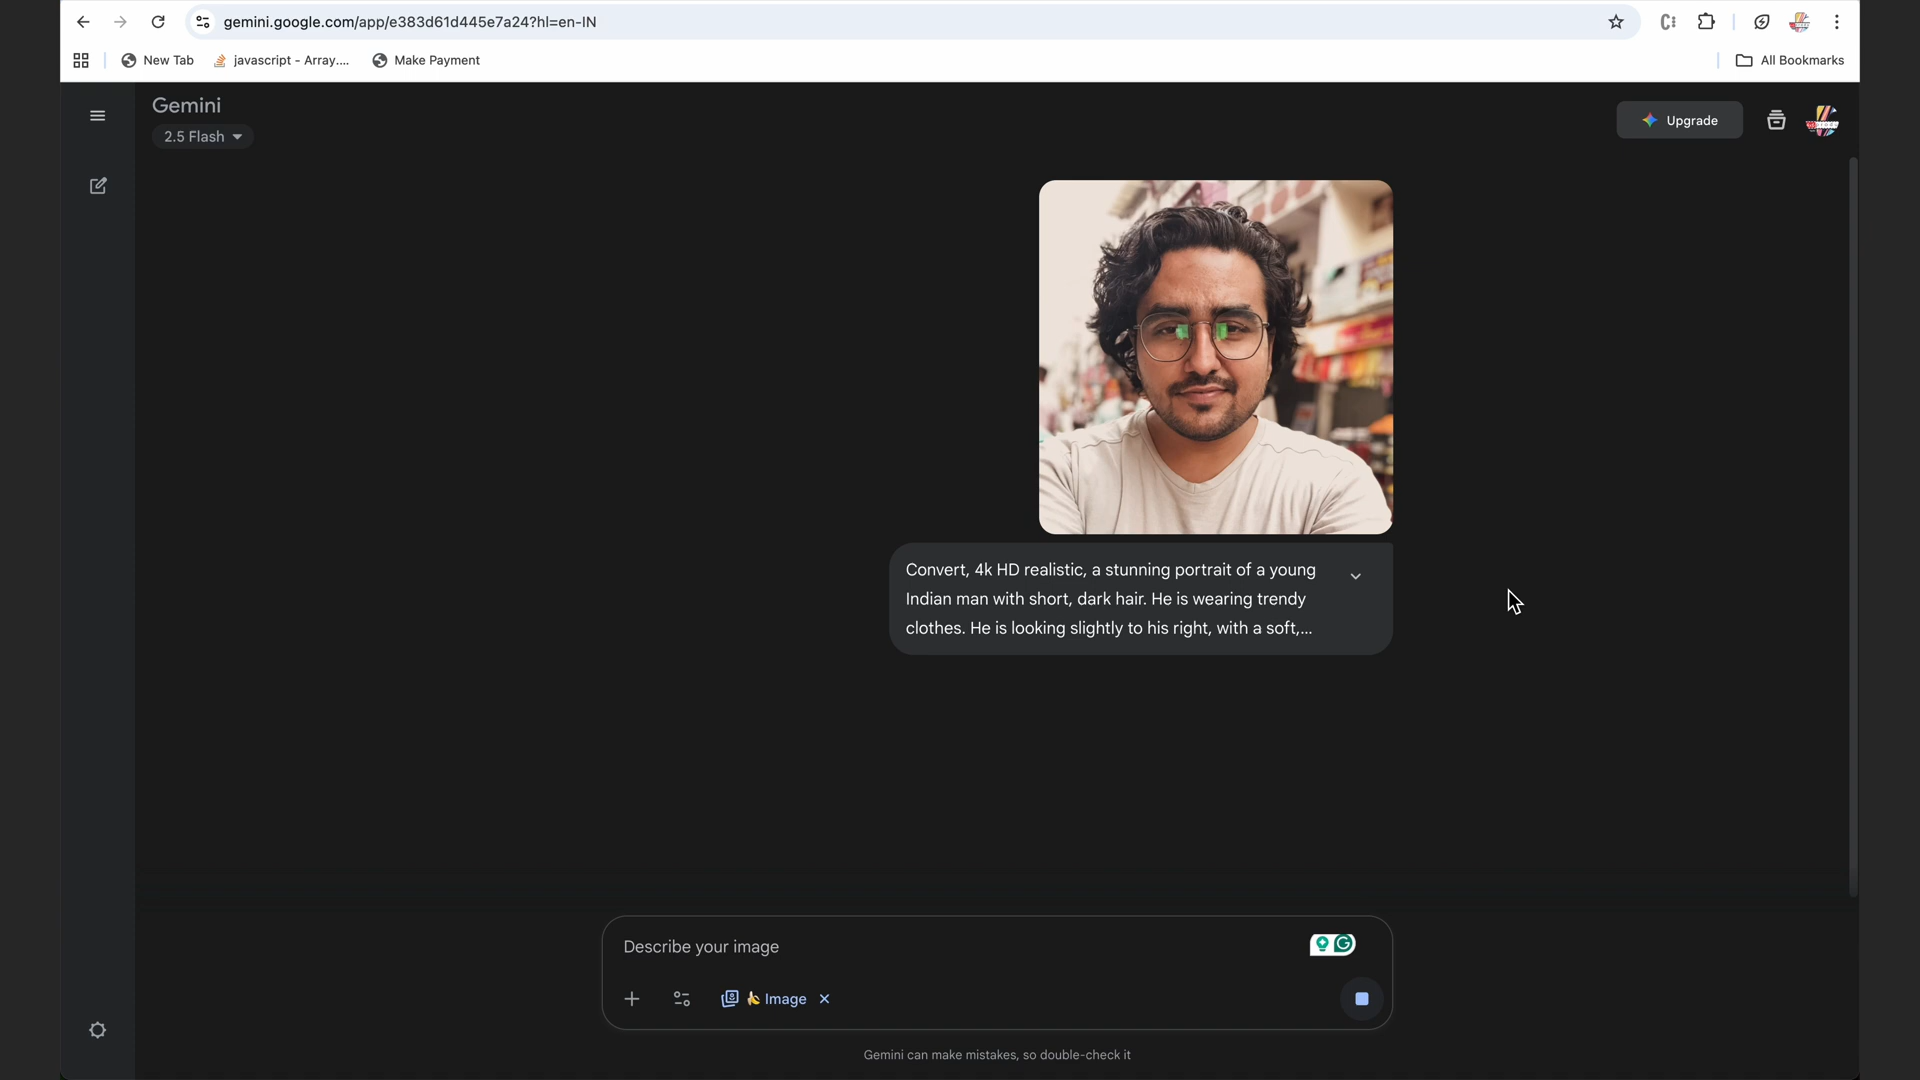 gemini.google.com/app/e383d61d445e7a24?hl=en-IN
New Tab
javascript - Array....
Make Payment
All Bookmarks
Gemini
2.5 Flash
Upgrade
Convert, 4k HD realistic, a stunning portrait of a young
Indian man with short, dark hair. He is wearing trendy
clothes. He is looking slightly to his right, with a soft,...
Describe your image
Image
Gemini can make mistakes, so double-check it